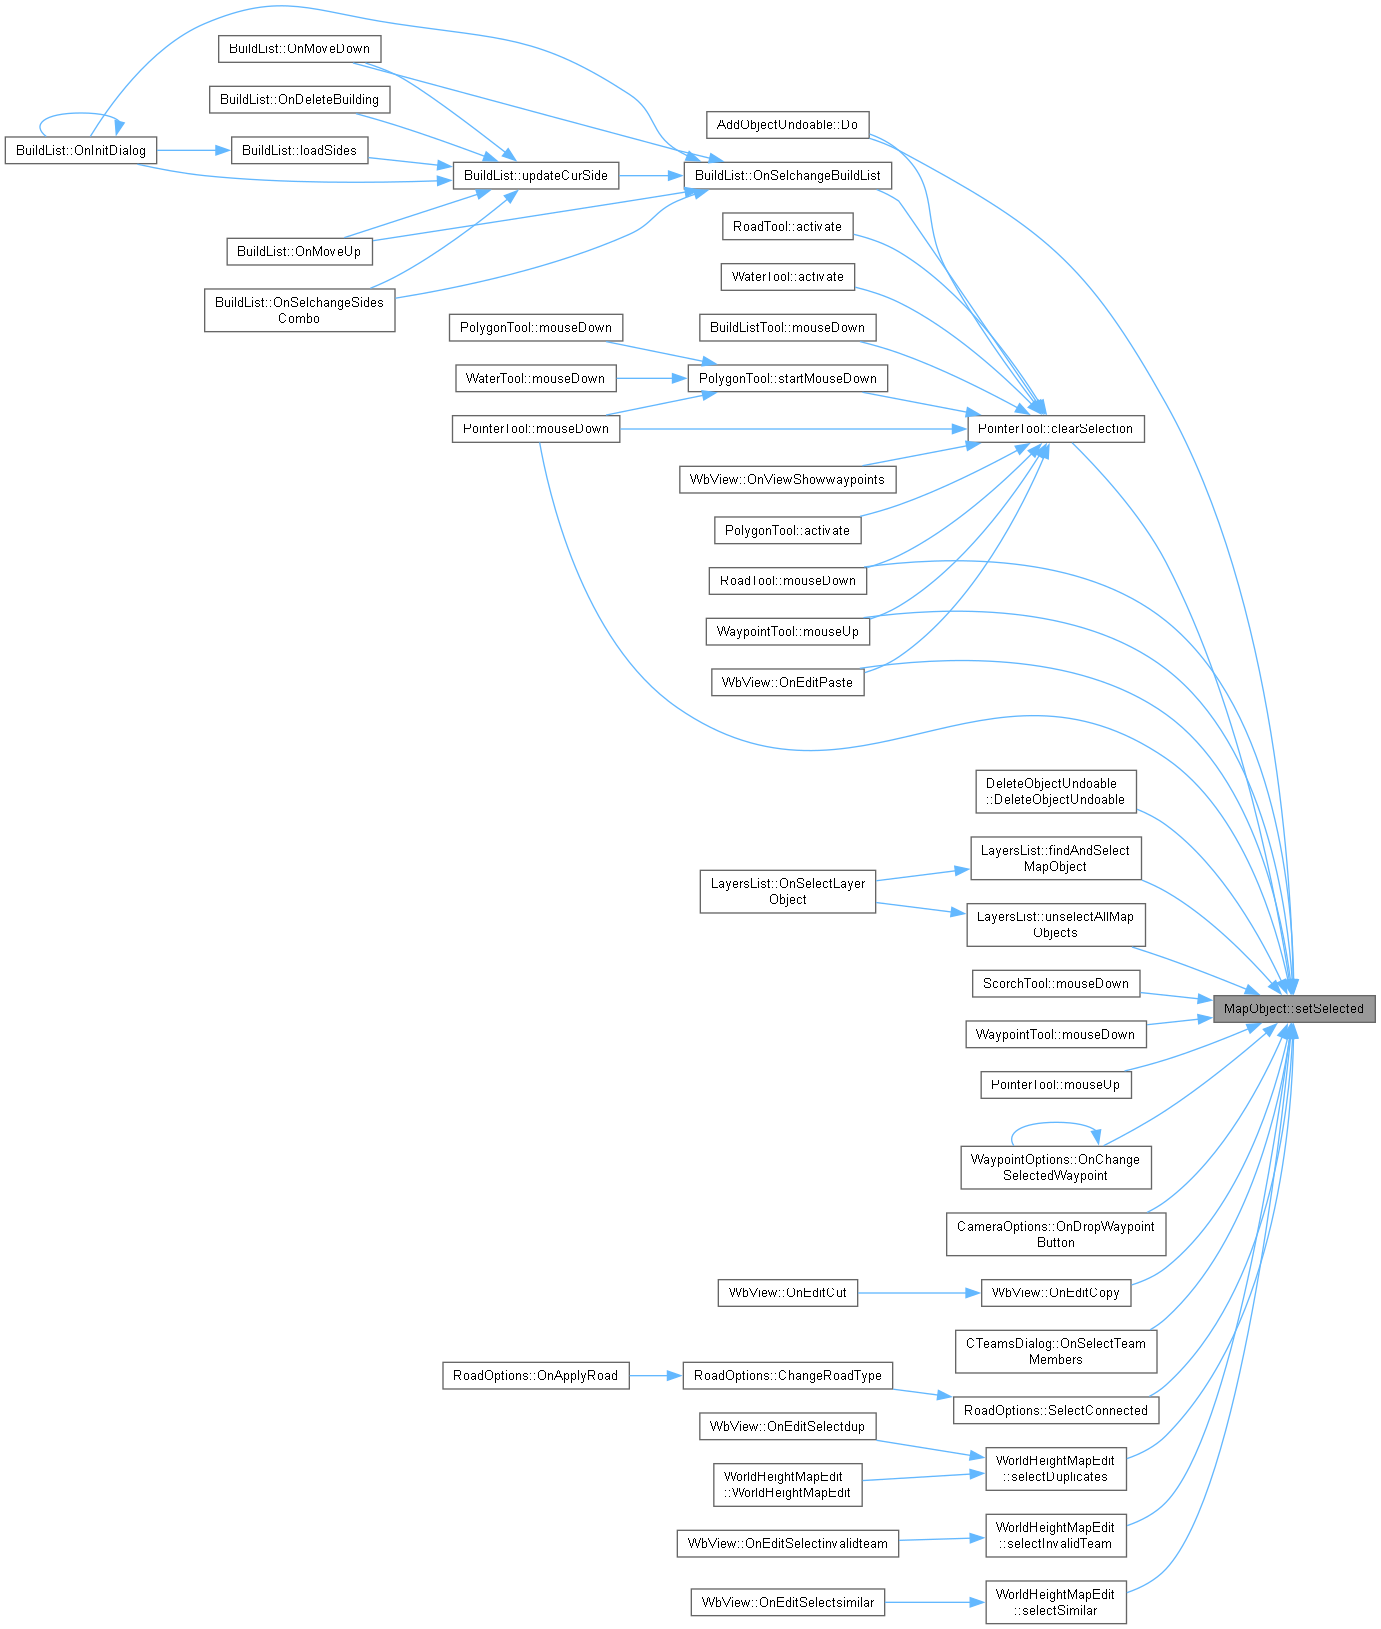 BuildList::OnMoveDown
BuildList::OnDeleteBuilding
AddObjectUndoable::Do
BuildList::OnInitDialog
BuildList::loadSides
BuildList::updateCurSide
BuildList::OnSelchangeBuildList
RoadTool::activate
BuildList::OnMoveUp
WaterTool::activate
BuildList::OnSelchangeSides
Combo
PolygonTool::mouseDown
BuildListTool::mouseDown
WaterTool::mouseDown
PolygonTool::startMouseDown
PointerTool::mouseDown
PointerTool::clearSelection
WbView::OnViewShowwaypoints
PolygonTool::activate
RoadTool::mouseDown
WaypointTool::mouseUp
WbView::OnEditPaste
DeleteObjectUndoable
::DeleteObjectUndoable
LayersList::findAndSelect
MapObject
LayersList::OnSelectLayer
Object
LayersList::unselectAllMap
Objects
ScorchTool::mouseDown
MapObject::setSelected
WaypointTool::mouseDown
PointerTool::mouseUp
WaypointOptions::OnChange
SelectedWaypoint
CameraOptions::OnDropWaypoint
Button
WbView::OnEditCut
WbView::OnEditCopy
CTeamsDialog::OnSelectTeam
Members
RoadOptions::OnApplyRoad
RoadOptions::ChangeRoadType
RoadOptions::SelectConnected
WbView::OnEditSelectdup
WorldHeightMapEdit
::selectDuplicates
WorldHeightMapEdit
::WorldHeightMapEdit
WbView::OnEditSelectinvalidteam
WorldHeightMapEdit
::selectInvalidTeam
WbView::OnEditSelectsimilar
WorldHeightMapEdit
::selectSimilar